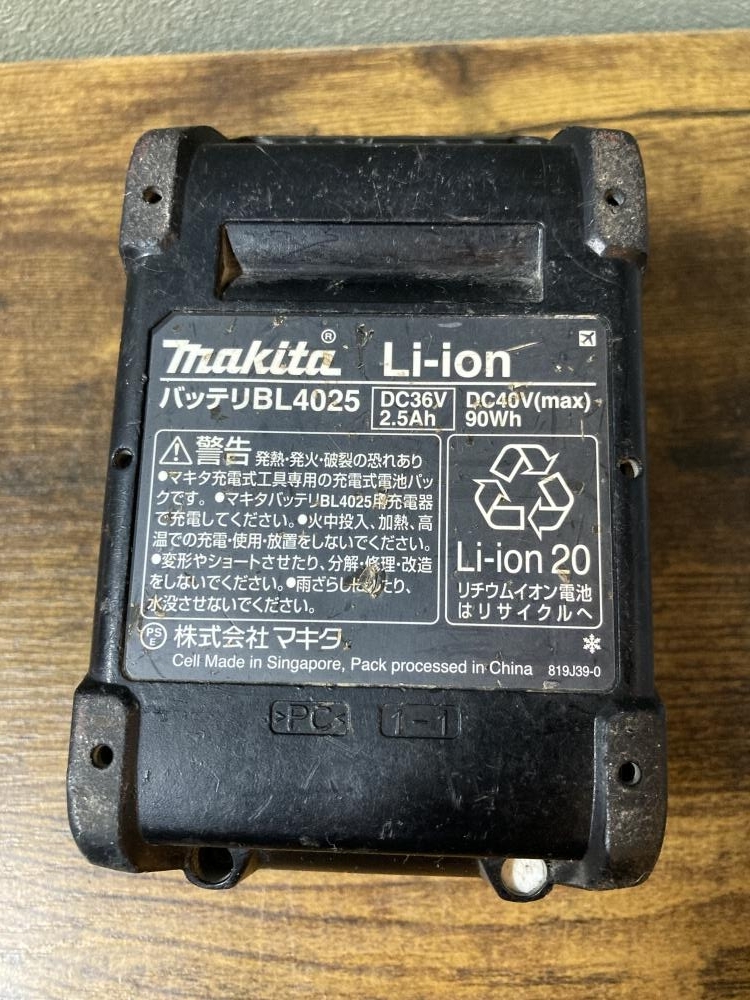 makita® Li-ion
バッテリBL4025 DC36V 2.5Ah DC40V(max) 90Wh
警告 発熱・発火・破裂の恐れあり
●マキタ充電式工具専用の充電式電池パッ
クです。●マキタバッテリBL4025用充電器
で充電してください。●火中投入、加熱、高
温での充電・使用・放置をしないでください。
●変形やショートさせたり、分解・修理・改造
をしないでください。●雨ざらしにしたり、
水没させないでください。
Li-ion 20
リチウムイオン電池
はリサイクルへ
PSE 株式会社マキタ
Cell Made in Singapore, Pack processed in China 819J39-0
>PC< 1-1